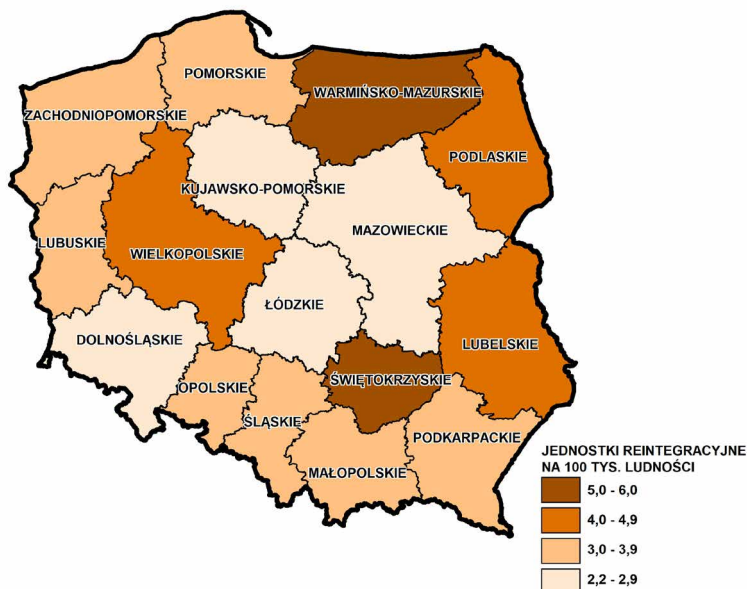 POMORSKIE
WARMIŃSKO-MAZURSKIE
ZACHODNIOPOMORSKIE
PODLASKIE
KUJAWSKO-POMORSKIE
MAZOWIECKIE
LUBUSKIE
WIELKOPOLSKIE
ŁÓDZKIE
DOLNOŚLĄSKIE
LUBELSKIE
ŚWIĘTOKRZYSKIE
OPOLSKIE
ŚLĄSKIE
PODKARPACKIE
MAŁOPOLSKIE
JEDNOSTKI REINTEGRACYJNE
NA 100 TYS. LUDNOŚCI
5,0 - 6,0
4,0 - 4,9
3,0 - 3,9
2,2 - 2,9